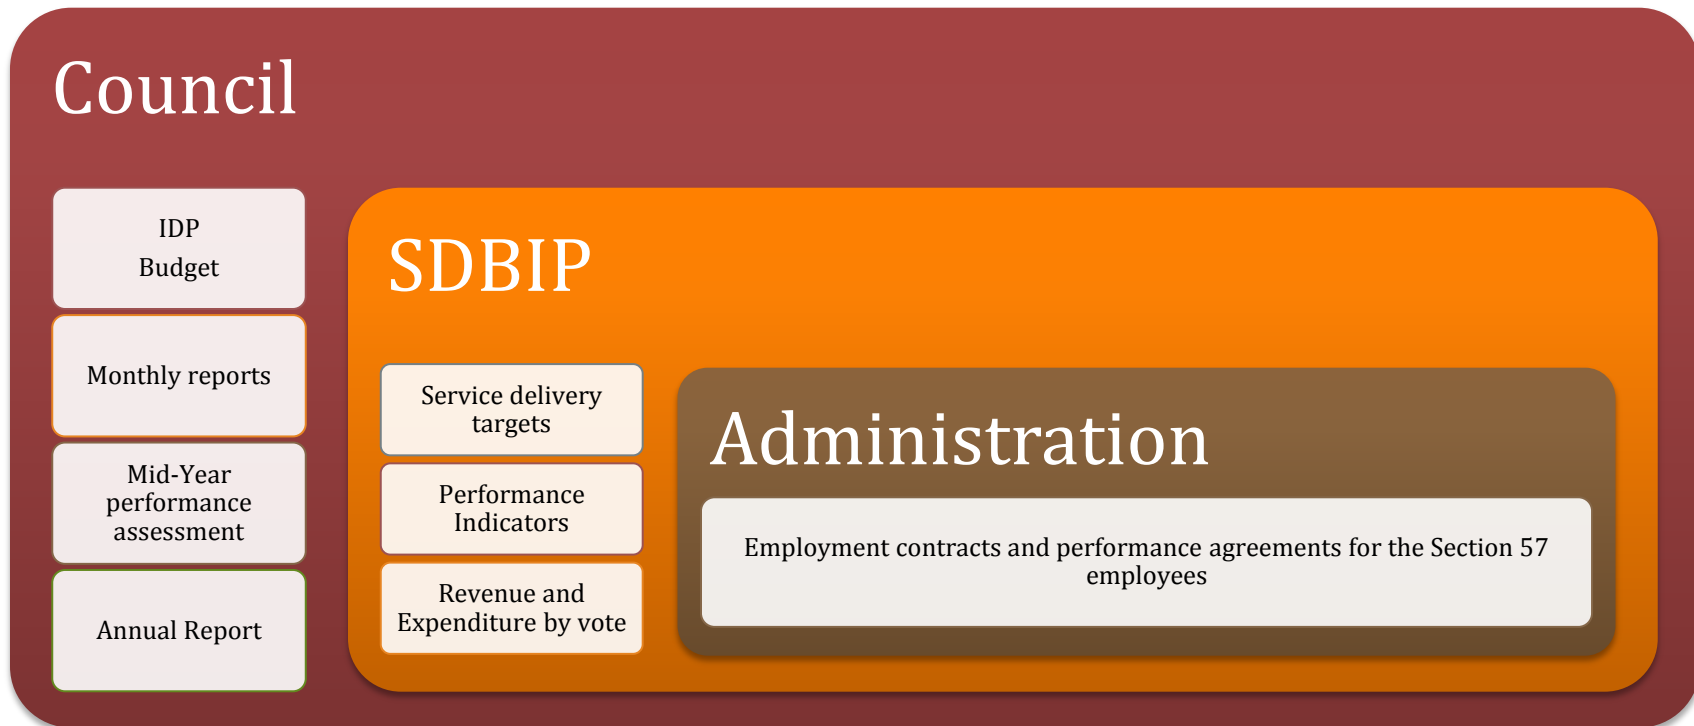 Council
IDP
Budget
Monthly reports
Mid-Year
performance
assessment
Annual Report
SDBIP
Service delivery
targets
Performance
Indicators
Revenue and
Expenditure by vote
Administration
Employment contracts and performance agreements for the Section 57
employees